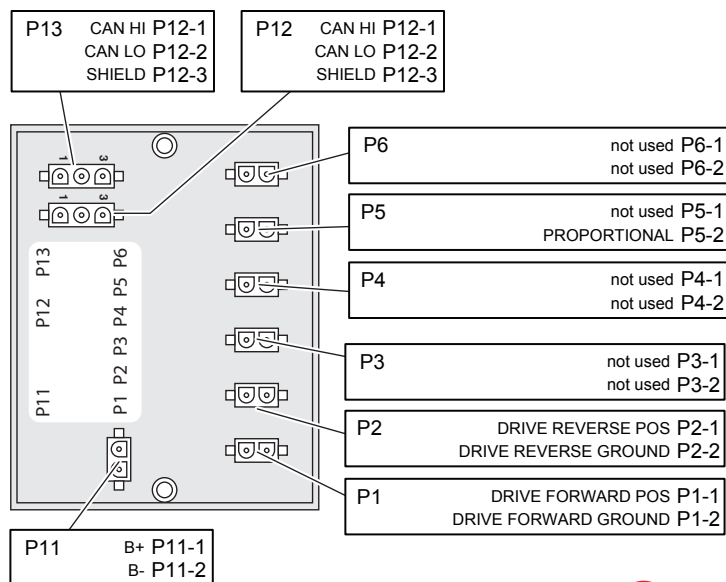 P13 CAN HI P12-1
CAN LO P12-2
SHIELD P12-3
P12 CAN HI P12-1
CAN LO P12-2
SHIELD P12-3
1 3
1 3
P13 P12 P11
P6 P5 P4 P3 P2 P1
P6 not used P6-1
not used P6-2
P5 not used P5-1
PROPORTIONAL P5-2
P4 not used P4-1
not used P4-2
P3 not used P3-1
not used P3-2
P2 DRIVE REVERSE POS P2-1
DRIVE REVERSE GROUND P2-2
P1 DRIVE FORWARD POS P1-1
DRIVE FORWARD GROUND P1-2
P11 B+ P11-1
B- P11-2